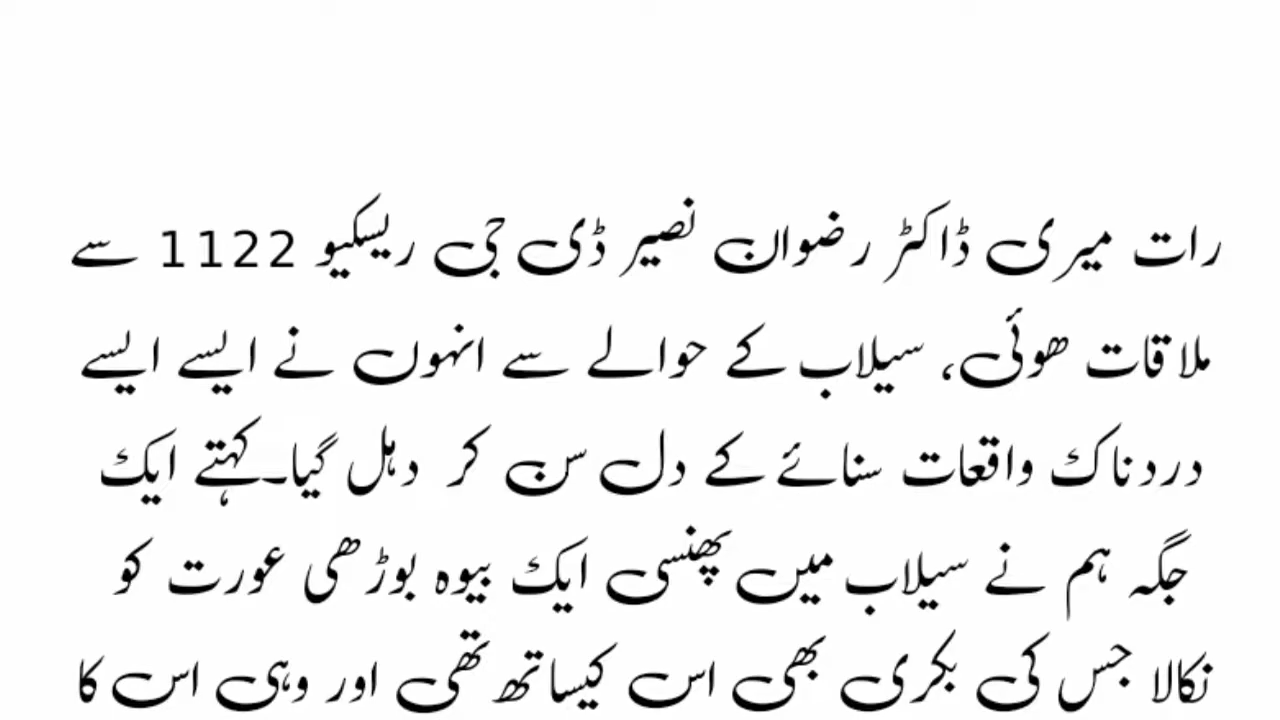 رات میری ڈاکٹر رضوان نصیر ڈی جی ریسکیو 1122 سے
ملاقات ھوئی، سیلاب کے حوالے سے انہوں نے ایسے ایسے
دردناک واقعات سنائے کے دل سن کر دہل گیا۔کہتے ایک
جگہ ہم نے سیلاب میں پھنسی ایک بیوہ بوڑھی عورت کو
نکالا جس کی بکری بھی اس کیساتھ تھی اور وہی اس کا